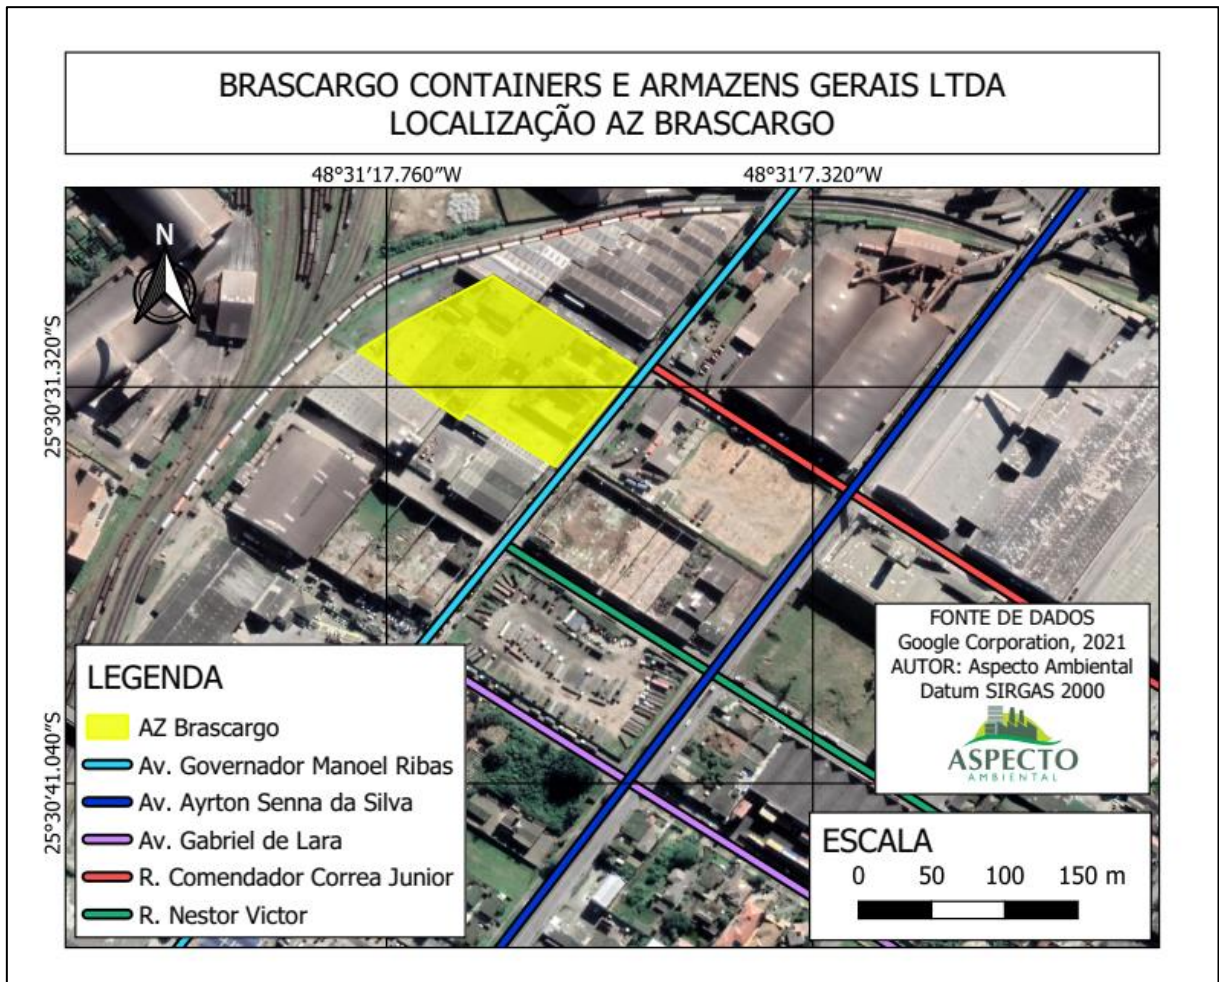 BRASCARGO CONTAINERS E ARMAZENS GERAIS LTDA
LOCALIZAÇÃO AZ BRASCARGO
48°31′17.760″W
48°31′7.320″W
N
25°30′31.320″S
25°30′41.040″S
LEGENDA
AZ Brascargo
Av. Governador Manoel Ribas
Av. Ayrton Senna da Silva
Av. Gabriel de Lara
R. Comendador Correa Junior
R. Nestor Victor
FONTE DE DADOS
Google Corporation, 2021
AUTOR: Aspecto Ambiental
Datum SIRGAS 2000
ASPECTO
AMBIENTAL
ESCALA
0 50 100 150 m